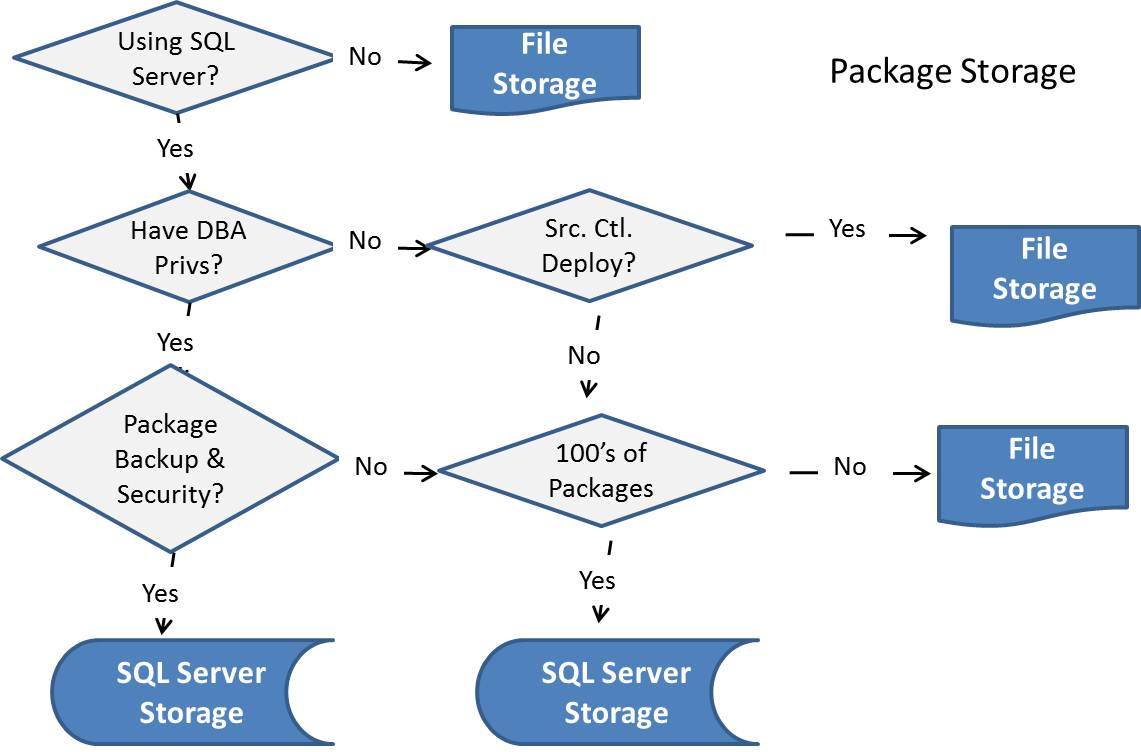 Using SQL
Server?
No
File
Storage
Package Storage
Yes
Have DBA
Privs?
No
Src. Ctl.
Deploy?
Yes
File
Storage
Yes
No
Package
Backup &
Security?
No
100’s of
Packages
No
File
Storage
Yes
Yes
SQL Server
Storage
SQL Server
Storage